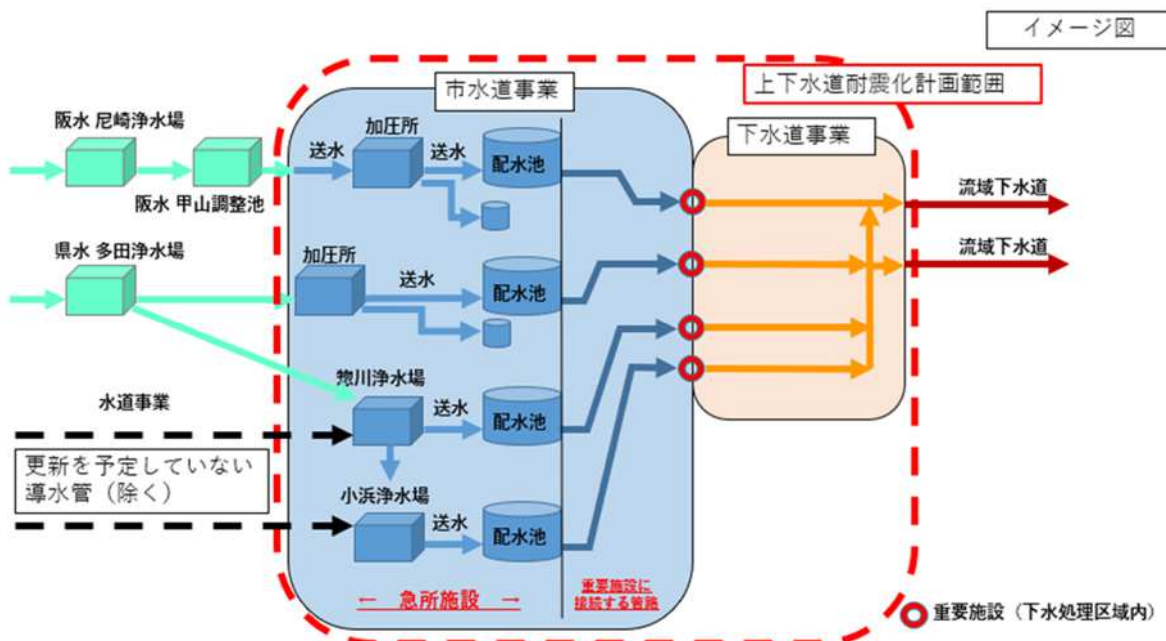 イメージ図
市水道事業
上下水道耐震化計画範囲
下水道事業
阪水 尼崎浄水場
阪水 甲山調整池
送水
加圧所
送水
配水池
流域下水道
県水 多田浄水場
加圧所
送水
配水池
流域下水道
惣川浄水場
送水
配水池
水道事業
更新を予定していない
導水管（除く）
小浜浄水場
送水
配水池
← 急所施設 →
重要施設に
接続する管路
重要施設（下水処理区域内）